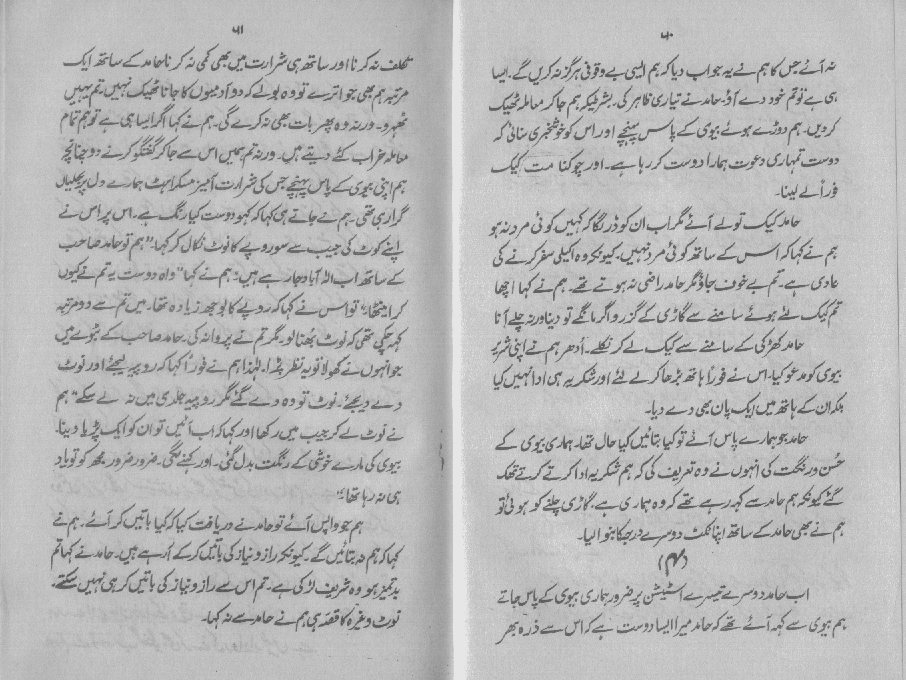 ۵۰
نہ آئے جس کا ہم نے یہ جواب دیا کہ ہم ایسی بے وقوفی ہرگز نہ کریں گے۔ ایسا
ہی ہے تو تم خود دے آؤ۔ حامد نے تیاری ظاہر کی۔ بشرطیکہ ہم جا کر معاملہ ٹھیک
کر دیں۔ ہم دوڑے ہوئے بیوی کے پاس پہنچے اور اس کو خوشخبری سنائی کہ
دوست تمہاری دعوت ہمارا دوست کر رہا ہے۔ اور چوکنا مت کیک
فوراً لے لینا۔
حامد کیک تو لے آئے مگر اب ان کو ڈر لگا کہ کہیں کوئی مرد نہ ہو
ہم نے کہا کہ اس کے ساتھ کوئی مرد نہیں۔ کیونکہ وہ اکیلی سفر کرنے کی
عادی ہے۔ تم بے خوف جاؤ مگر حامد راضی نہ ہوتے تھے۔ ہم نے کہا اچھا
تم کیک لئے ہوئے سامنے سے گاڑی کے گزرو اگر مانگے تو دینا ورنہ چلے آنا
حامد کھڑکی کے سامنے سے کیک لے کر نکلے۔ اُدھر ہم نے اپنی شریر
بیوی کو مدعو کیا۔ اس نے فوراً ہاتھ بڑھا کر لے لئے اور شکریہ ہی ادا نہیں کیا
بلکہ ان کے ہاتھ میں ایک پان بھی دے دیا۔
حامد جو ہمارے پاس آئے تو کیا بتائیں کیا حال تھا۔ ہماری بیوی کے
حُسن و رنگت کی انہوں نے وہ تعریف کی کہ ہم شکریہ ادا کرتے کرتے تھک
گئے کیونکہ ہم حامد سے کہہ رہے تھے کہ وہ ہماری ہے۔ گاڑی چلنے کو ہوئی تو
ہم نے بھی حامد کے ساتھ اپنا ٹکٹ دوسرے درجہ کا بنوا لیا۔
(۴)
اب حامد دوسرے تیسرے اسٹیشن پر ضرور ہماری بیوی کے پاس جاتے
ہم بیوی سے کہہ آئے تھے کہ حامد میرا ایسا دوست ہے کہ اس سے ذرہ بھر
۵۱
تکلف نہ کرنا اور ساتھ ہی شرارت میں بھی کمی نہ کرنا حامد کے ساتھ ایک
مرتبہ ہم بھی جو اترے تو وہ بولے کہ دو آدمیوں کا جانا ٹھیک نہیں، تم یہیں
ٹھہرو۔ ورنہ وہ پھر بات بھی نہ کرے گی۔ ہم نے کہا اگر ایسا ہی ہے تو ہم تمام
معاملہ خراب کئے دیتے ہیں۔ ورنہ تم ہمیں اس سے جا کر گفتگو کرنے دو چنانچہ
ہم اپنی بیوی کے پاس پہنچے جس کی شرارت آمیز مسکراہٹ ہمارے دل پر بجلیاں
گرا رہی تھی۔ ہم نے جاتے ہی کہا کہ کہو دوست کیا رنگ ہے۔ اس پر اس نے
اپنے کوٹ کی جیب سے سو روپے کا نوٹ نکال کر کہا۔ "ہم تو حامد صاحب
کے ساتھ اب الہ آباد جا رہے ہیں"۔ ہم نے کہا "واہ دوست یہ تم نے کیوں
کر اینٹھا"۔ تو اس نے کہا کہ روپے کا بوجھ زیادہ تھا۔ میں تم سے دو مرتبہ
کہہ چکی تھی کہ نوٹ بھنا لو۔ مگر تم نے پروا نہ کی۔ حامد صاحب کے بٹوے میں
جو انہوں نے کھولا تو یہ نظر پڑا۔ لہٰذا ہم نے فوراً کہا کہ روپیہ لیجئے اور نوٹ
دے دیجئے۔ نوٹ تو وہ دے گئے مگر روپیہ جلدی میں نہ لے سکے" ہم
نے نوٹ لے کر جیب میں رکھا اور کہا کہ اب آئیں تو ان کو ایک پڑیا دینا۔
بیوی کی مارے خوشی کے رنگت بدل گئی۔ اور کہنے لگی۔ ضرور ضرور مجھ کو تو یاد
ہی نہ رہا تھا"۔
ہم جو واپس آئے تو حامد نے دریافت کیا کہ کیا باتیں کر آئے۔ ہم نے
کہا کہ ہم نہ بتائیں گے۔ کیونکہ راز و نیاز کی باتیں کر کے آ رہے ہیں۔ حامد نے کہا تم
بدتمیز ہو وہ شریف لڑکی ہے۔ تم اس سے راز و نیاز کی باتیں کر ہی نہیں سکتے۔
نوٹ وغیرہ کا قصہ ہی ہم نے حامد سے نہ کہا۔